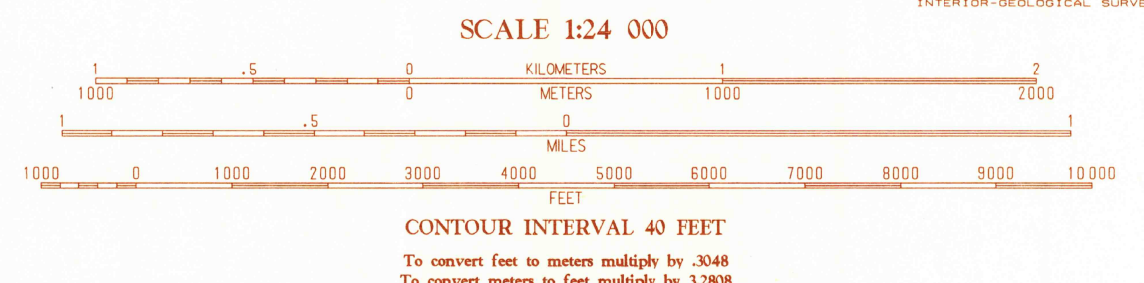 INTERIOR-GEOLOGICAL
SCALE 1:24 000
1 .5 0 KILOMETERS 1 2
1000 0 METERS 1000 2000
1 .5 0 1
MILES
1000 0 1000 2000 3000 4000 5000 6000 7000 8000 9000 10 000
FEET
CONTOUR INTERVAL 40 FEET
To convert feet to meters multiply by .3048
To convert meters to feet multiply by 3.2808